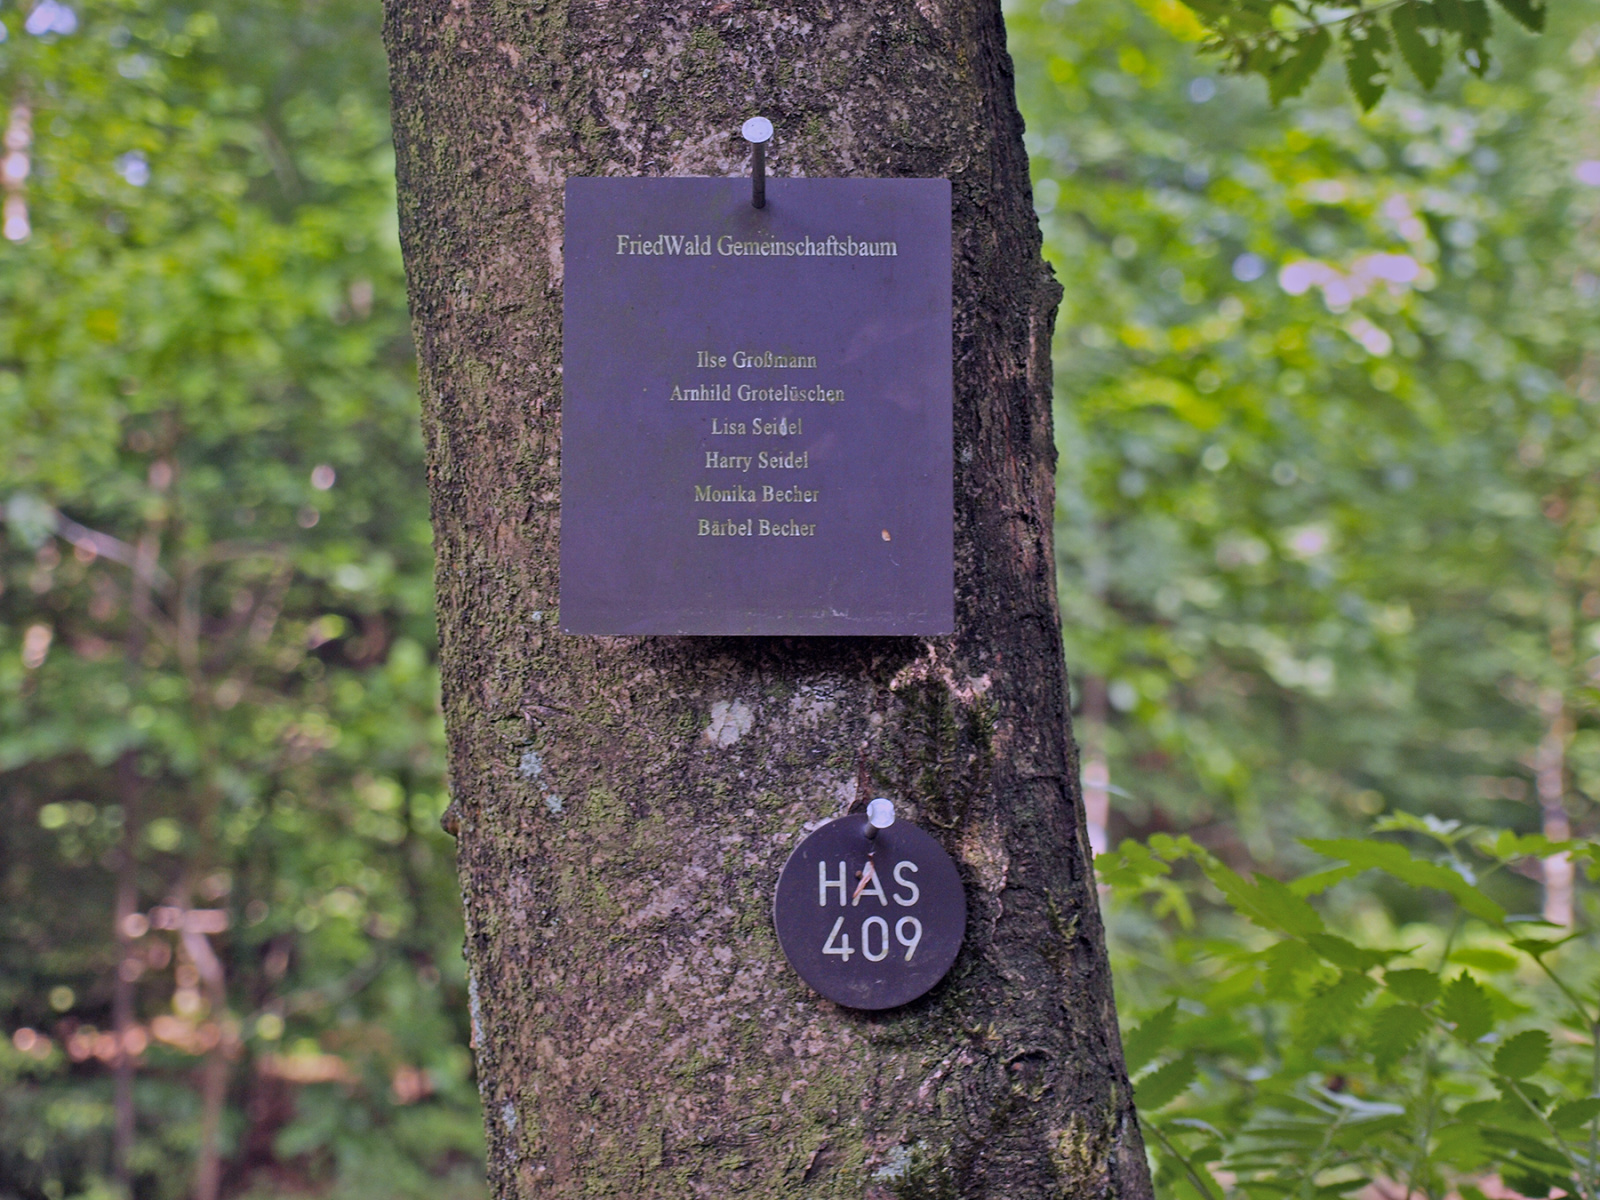 FriedWald Gemeinschaftsbaum
Ilse Großmann
Arnhild Grotelüschen
Lisa Seidel
Harry Seidel
Monika Becher
Bärbel Becher
HAS
409